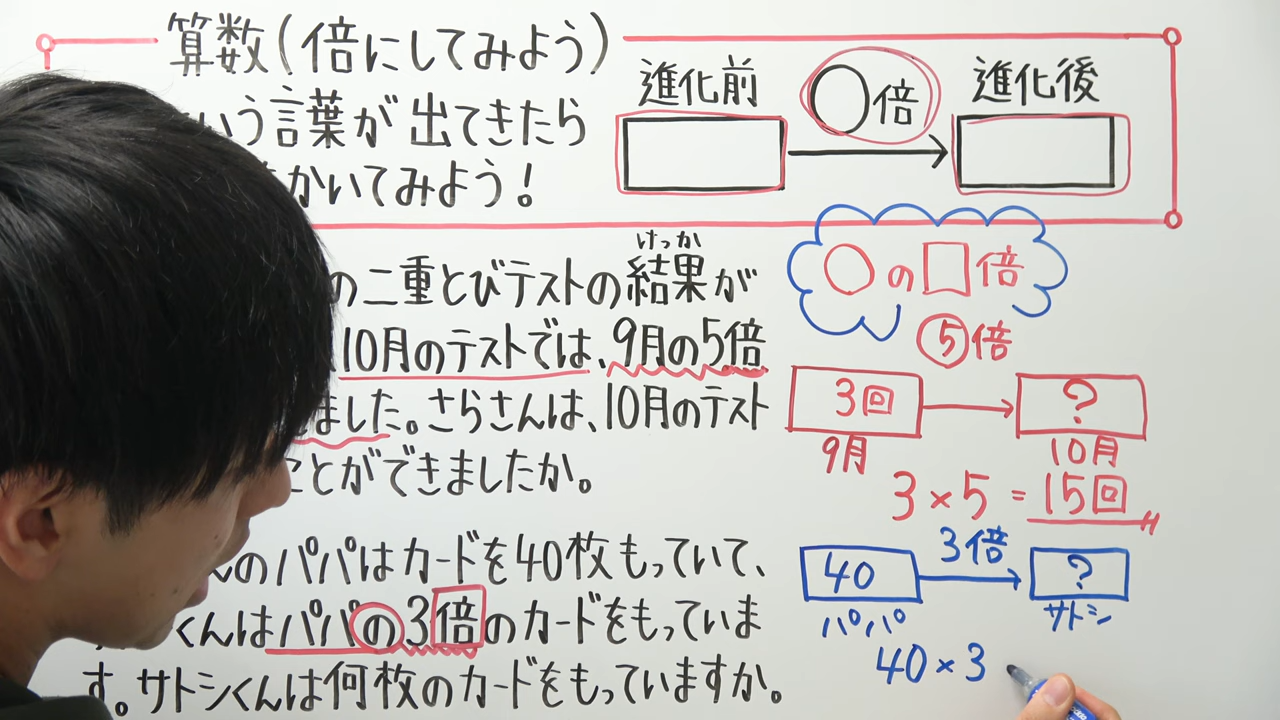 算数(倍にしてみよう)
いう言葉が出てきたら
かいてみよう!
進化前
○倍
進化後
○の□倍
の二重とびテストの結果が
けっか
10月のテストでは、9月の5倍
ました。さらさんは、10月のテスト
ことができましたか。
5倍
3回
?
9月
10月
3×5=15回
のパパはカードを40枚もっていて、
くんはパパの3倍のカードをもっていま
す。サトシくんは何枚のカードをもっていますか。
3倍
40
?
パパ
サトシ
40×3